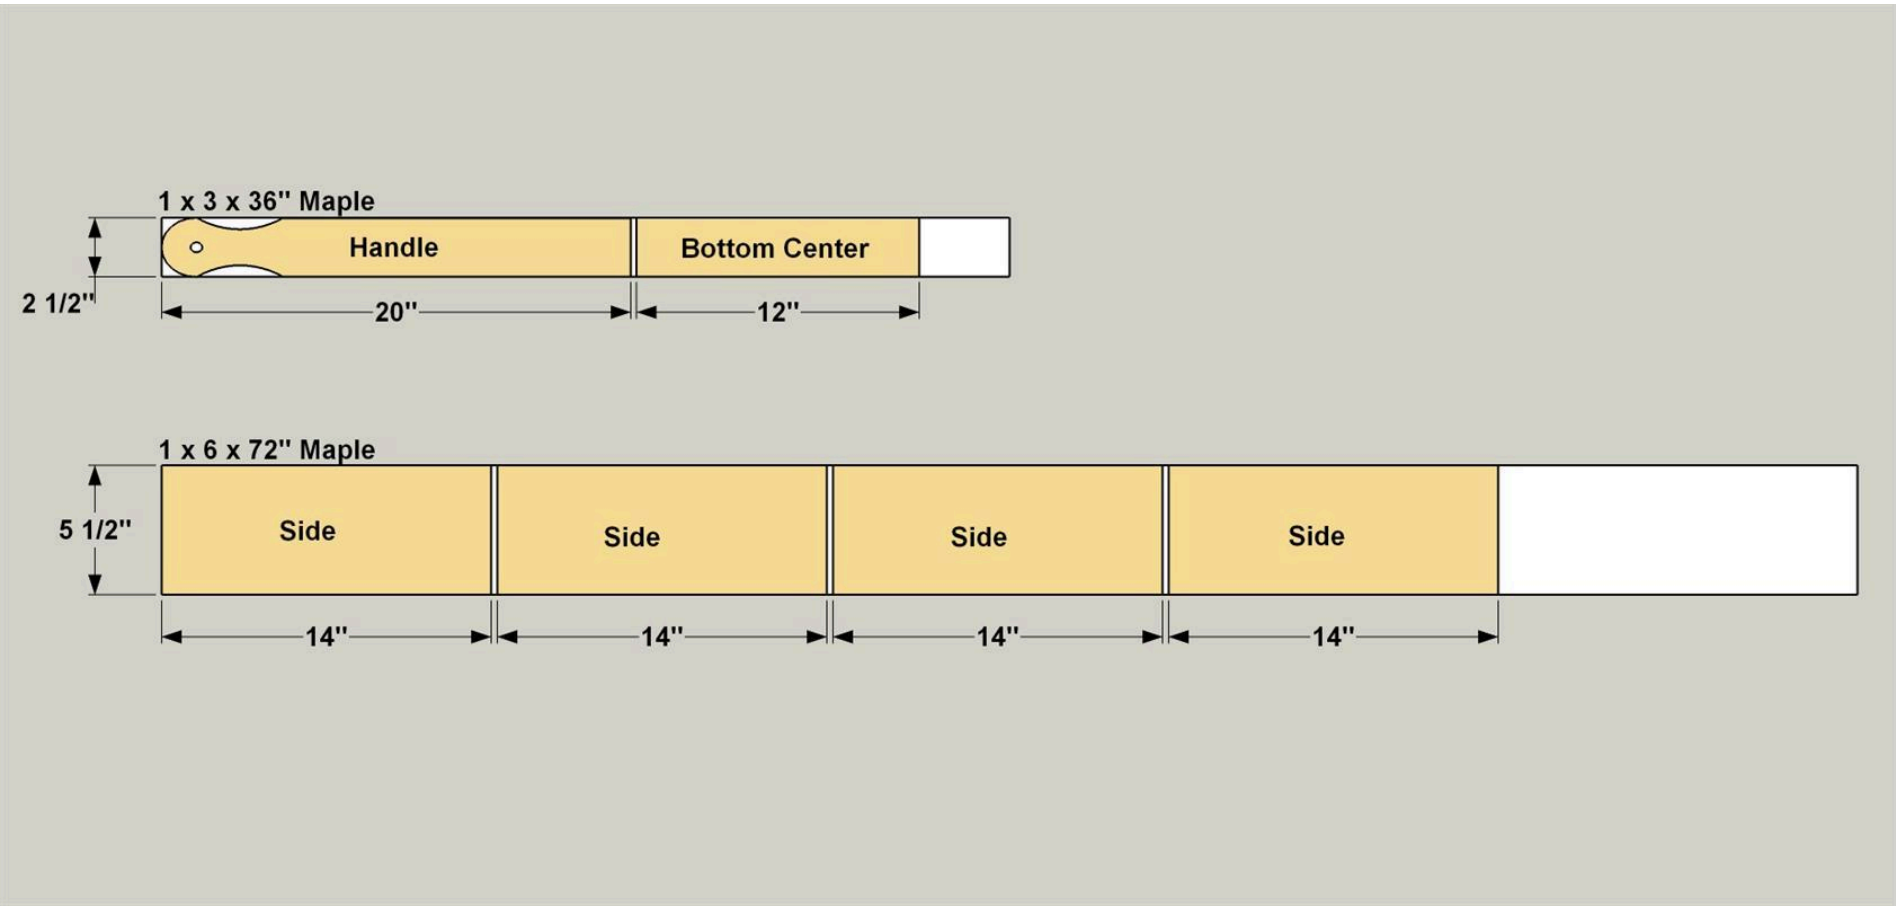 1 x 3 x 36" Maple
Handle
Bottom Center
2 1/2"
20"
12"
1 x 6 x 72" Maple
5 1/2"
Side
Side
Side
Side
14"
14"
14"
14"